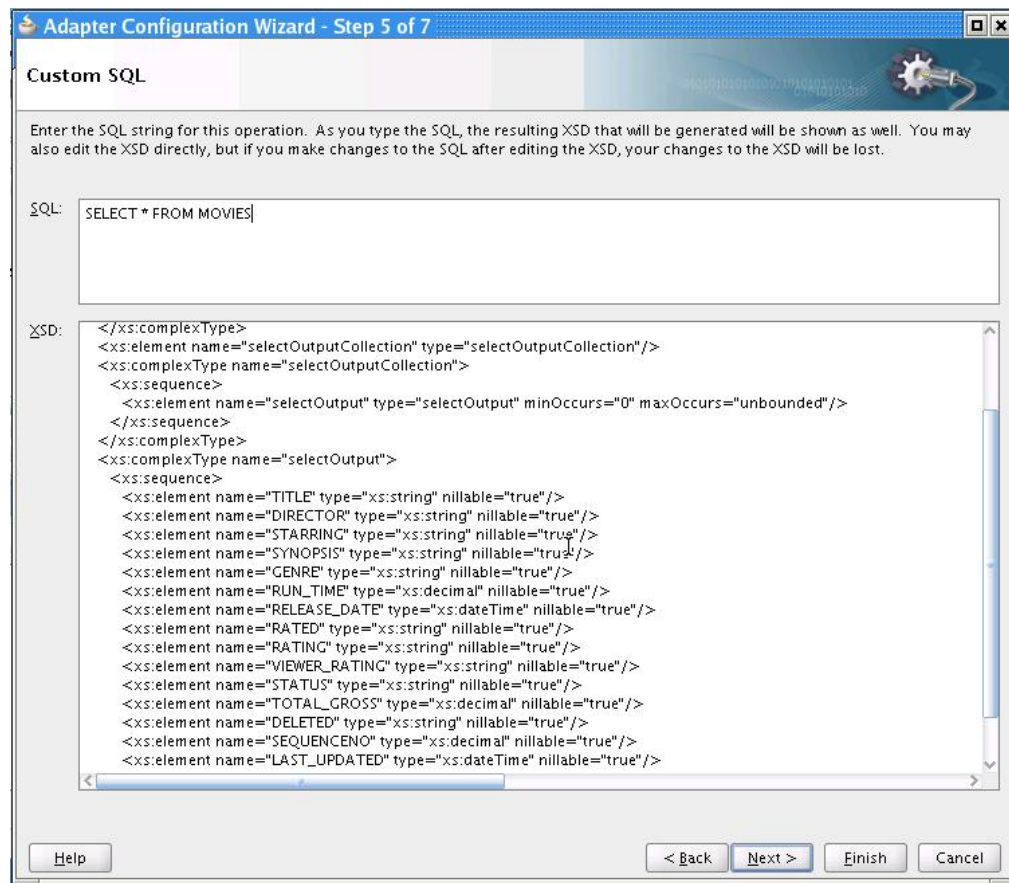 Adapter Configuration Wizard - Step 5 of 7
Custom SQL
Enter the SQL string for this operation. As you type the SQL, the resulting XSD that will be generated will be shown as well. You may
also edit the XSD directly, but if you make changes to the SQL after editing the XSD, your changes to the XSD will be lost.
SQL:
SELECT * FROM MOVIES
XSD:
</xs:complexType>
<xs:element name="selectOutputCollection" type="selectOutputCollection"/>
<xs:complexType name="selectOutputCollection">
<xs:sequence>
<xs:element name="selectOutput" type="selectOutput" minOccurs="0" maxOccurs="unbounded"/>
</xs:sequence>
</xs:complexType>
<xs:complexType name="selectOutput">
<xs:sequence>
<xs:element name="TITLE" type="xs:string" nillable="true"/>
<xs:element name="DIRECTOR" type="xs:string" nillable="true"/>
<xs:element name="STARRING" type="xs:string" nillable="true"/>
<xs:element name="SYNOPSIS" type="xs:string" nillable="true"/>
<xs:element name="GENRE" type="xs:string" nillable="true"/>
<xs:element name="RUN_TIME" type="xs:decimal" nillable="true"/>
<xs:element name="RELEASE_DATE" type="xs:dateTime" nillable="true"/>
<xs:element name="RATED" type="xs:string" nillable="true"/>
<xs:element name="RATING" type="xs:string" nillable="true"/>
<xs:element name="VIEWER_RATING" type="xs:string" nillable="true"/>
<xs:element name="STATUS" type="xs:string" nillable="true"/>
<xs:element name="TOTAL_GROSS" type="xs:decimal" nillable="true"/>
<xs:element name="DELETED" type="xs:string" nillable="true"/>
<xs:element name="SEQUENCENO" type="xs:decimal" nillable="true"/>
<xs:element name="LAST_UPDATED" type="xs:dateTime" nillable="true"/>
Help
< Back
Next >
Finish
Cancel